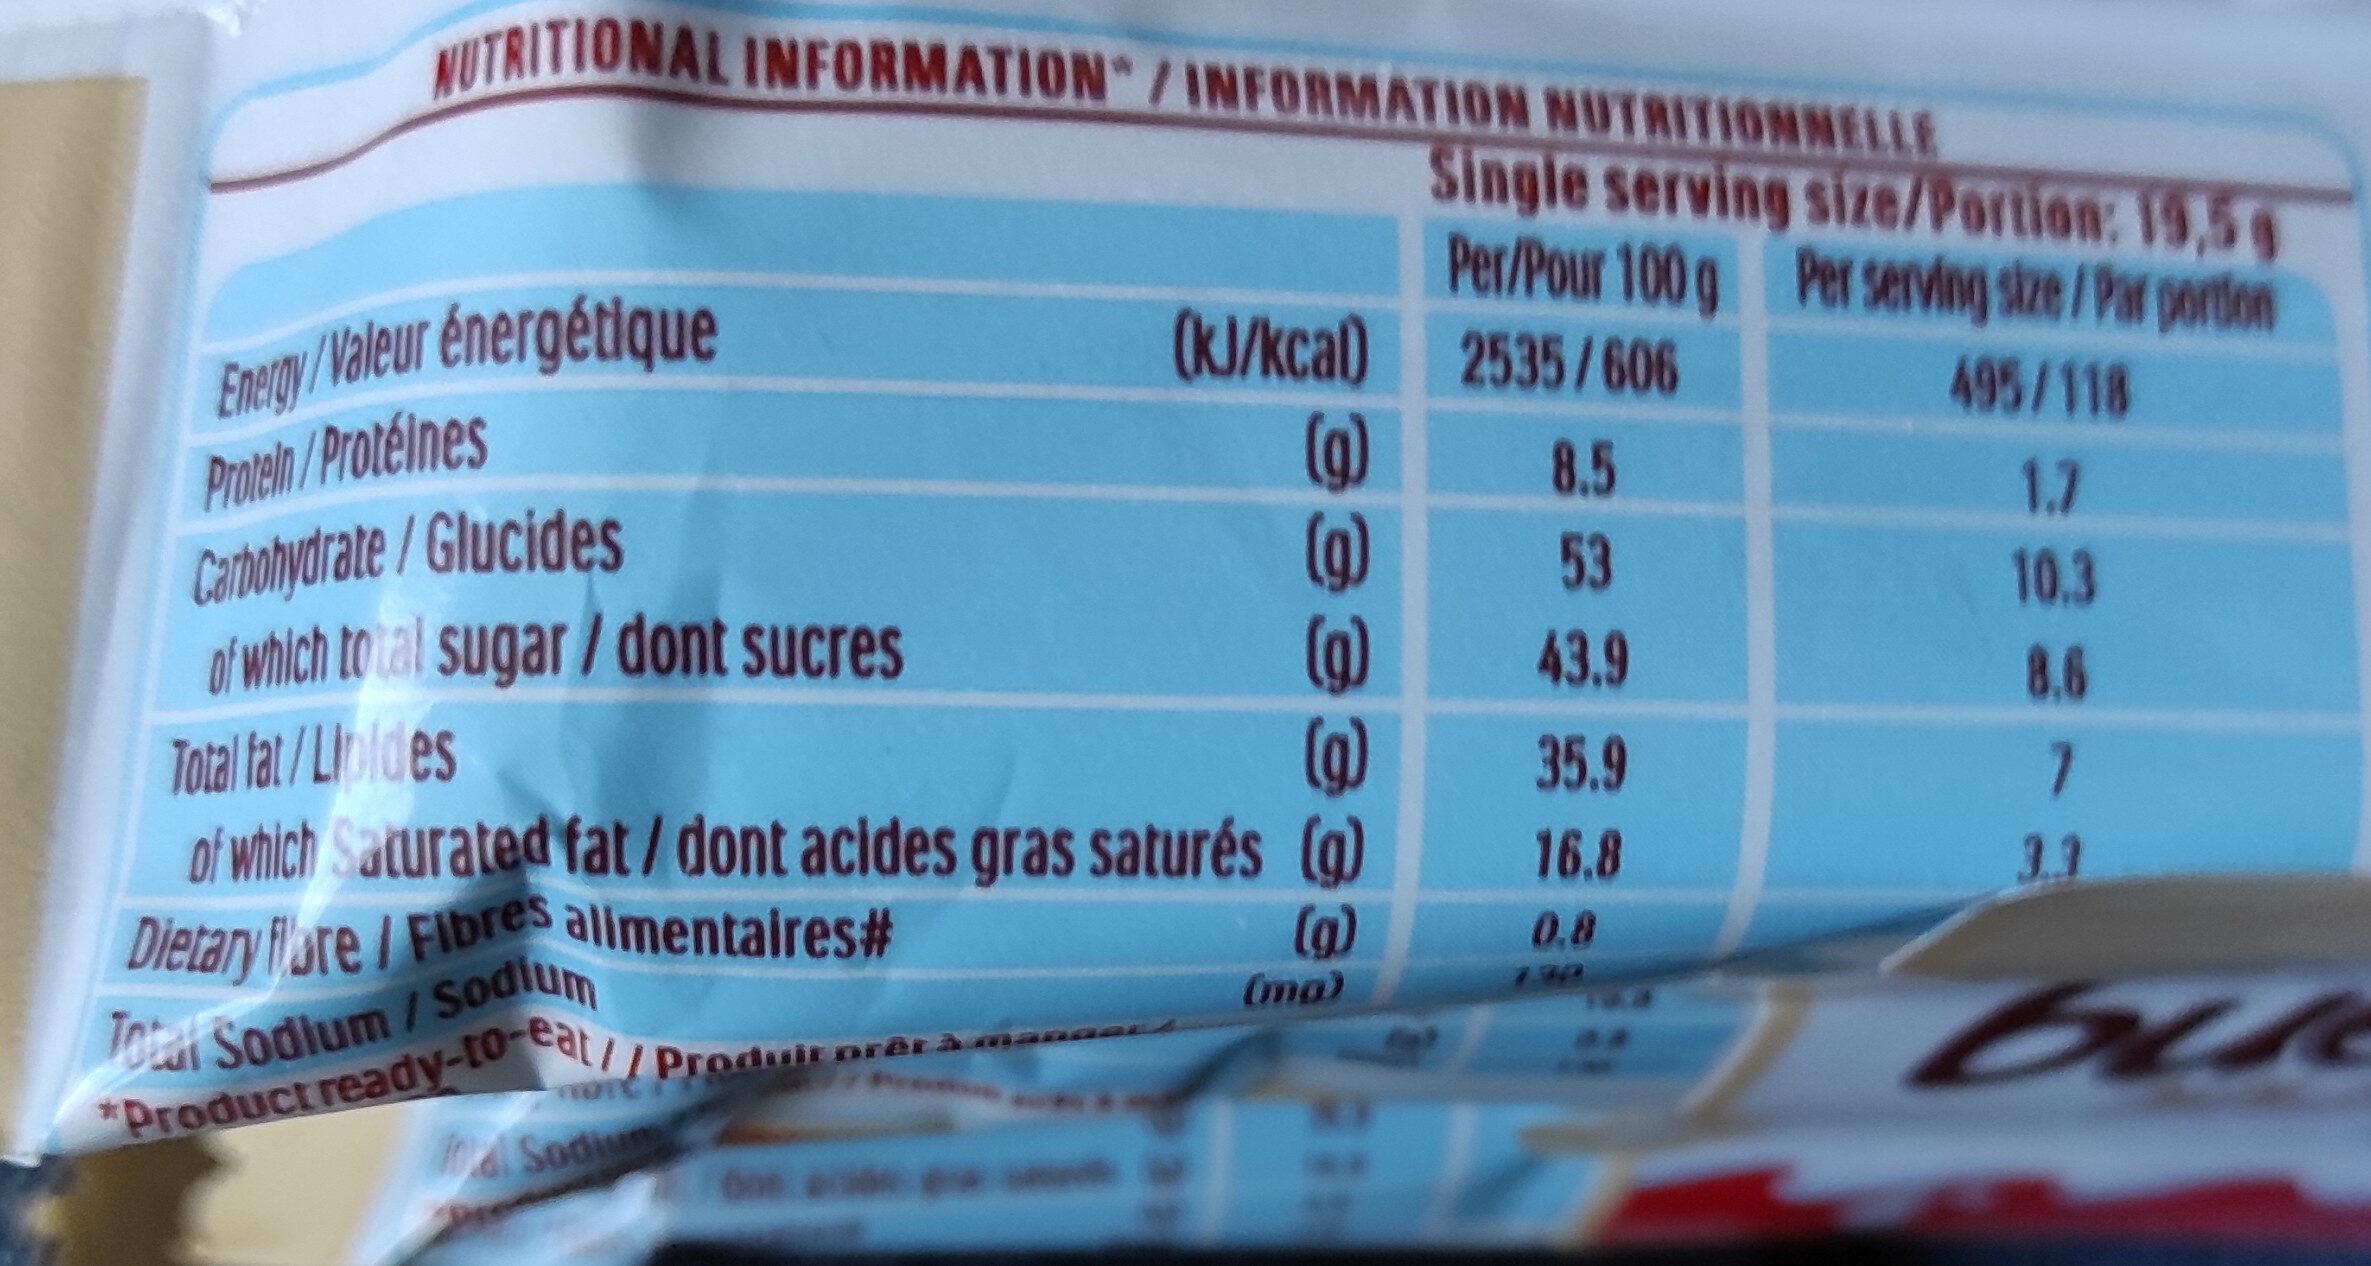 NUTRITIONAL INFORMATION* / INFORMATION NUTRITIONNELLE
Single serving size/Portion: 19,5 g
Per/Pour 100 g Per serving size / Par portion
Energy / Valeur énergétique (kJ/kcal) 2535 / 606 495 / 118
Protein / Protéines (g) 8.5 1.7
Carbohydrate / Glucides (g) 53 10.3
of which total sugar / dont sucres (g) 43.9 8.6
Total fat / Lipides (g) 35.9 7
of which Saturated fat / dont acides gras saturés (g) 16.8 3.3
Dietary fibre / Fibres alimentaires# (g) 0.8
Total Sodium / Sodium (mg)
*Product ready-to-eat / / Produit prêt à manger /
Total Sodium